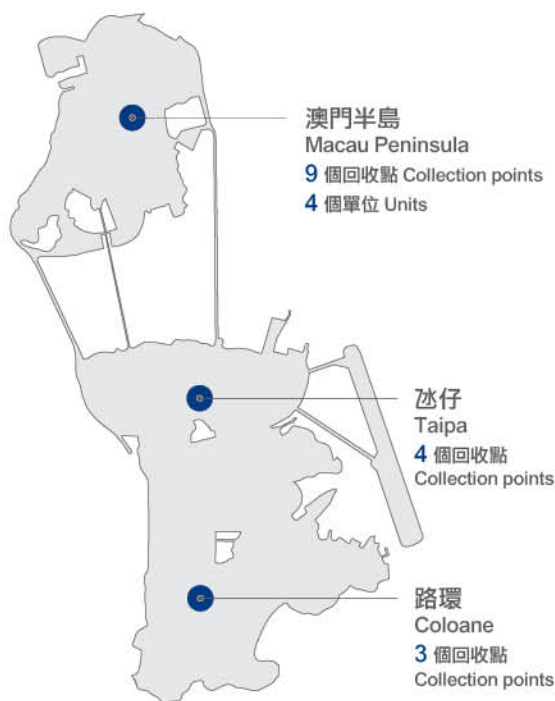 澳門半島
Macau Peninsula
9 個回收點 Collection points
4 個單位 Units
氹仔
Taipa
4 個回收點
Collection points
路環
Coloane
3 個回收點
Collection points